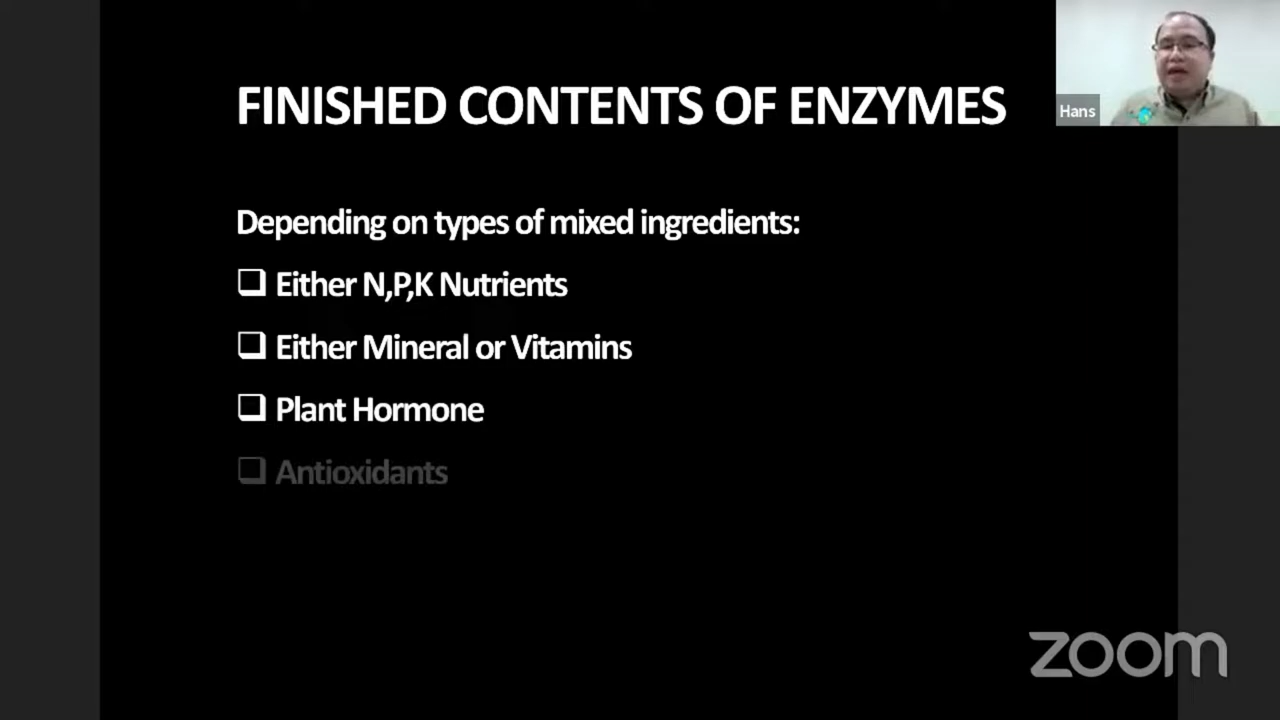 FINISHED CONTENTS OF ENZYMES
Hans
Depending on types of mixed ingredients:
Either N,P,K Nutrients
Either Mineral or Vitamins
Plant Hormone
Antioxidants
zoom